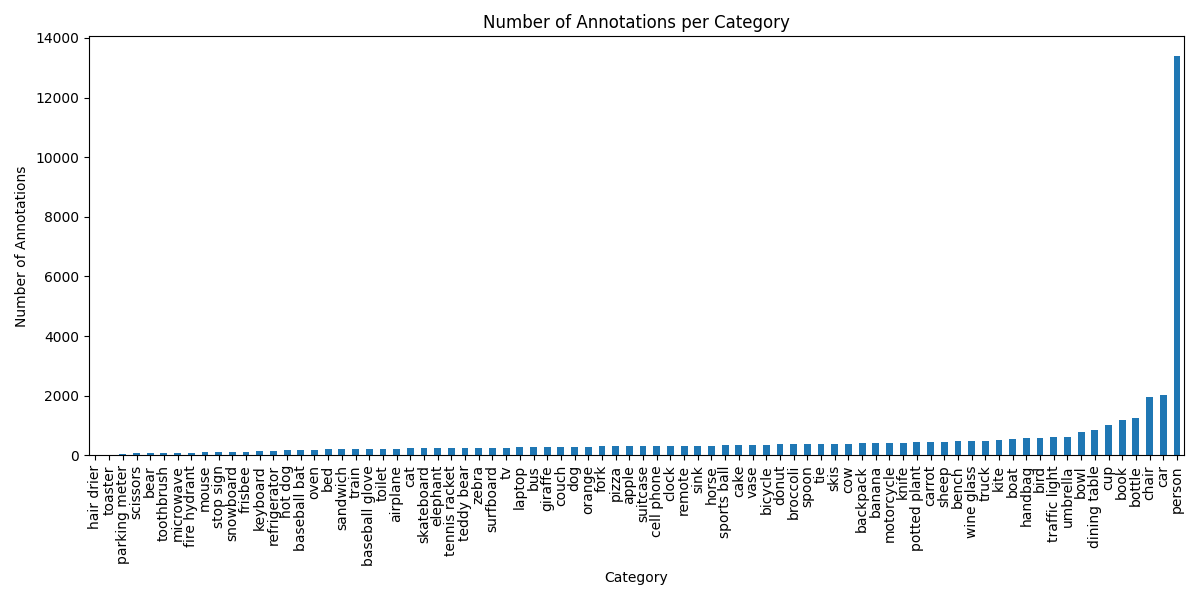 Number of Annotations per Category
Number of Annotations
14000
12000
10000
8000
6000
4000
2000
0
hair drier
toaster
parking meter
scissors
bear
toothbrush
microwave
fire hydrant
mouse
stop sign
snowboard
frisbee
keyboard
refrigerator
hot dog
baseball bat
oven
bed
sandwich
train
baseball glove
toilet
airplane
cat
skateboard
elephant
tennis racket
teddy bear
zebra
surfboard
tv
laptop
bus
giraffe
couch
dog
orange
fork
pizza
apple
suitcase
cell phone
clock
remote
sink
horse
sports ball
cake
vase
bicycle
donut
broccoli
spoon
tie
skis
cow
backpack
banana
motorcycle
knife
potted plant
carrot
sheep
bench
wine glass
truck
kite
boat
handbag
bird
traffic light
umbrella
bowl
dining table
cup
book
bottle
chair
car
person
Category